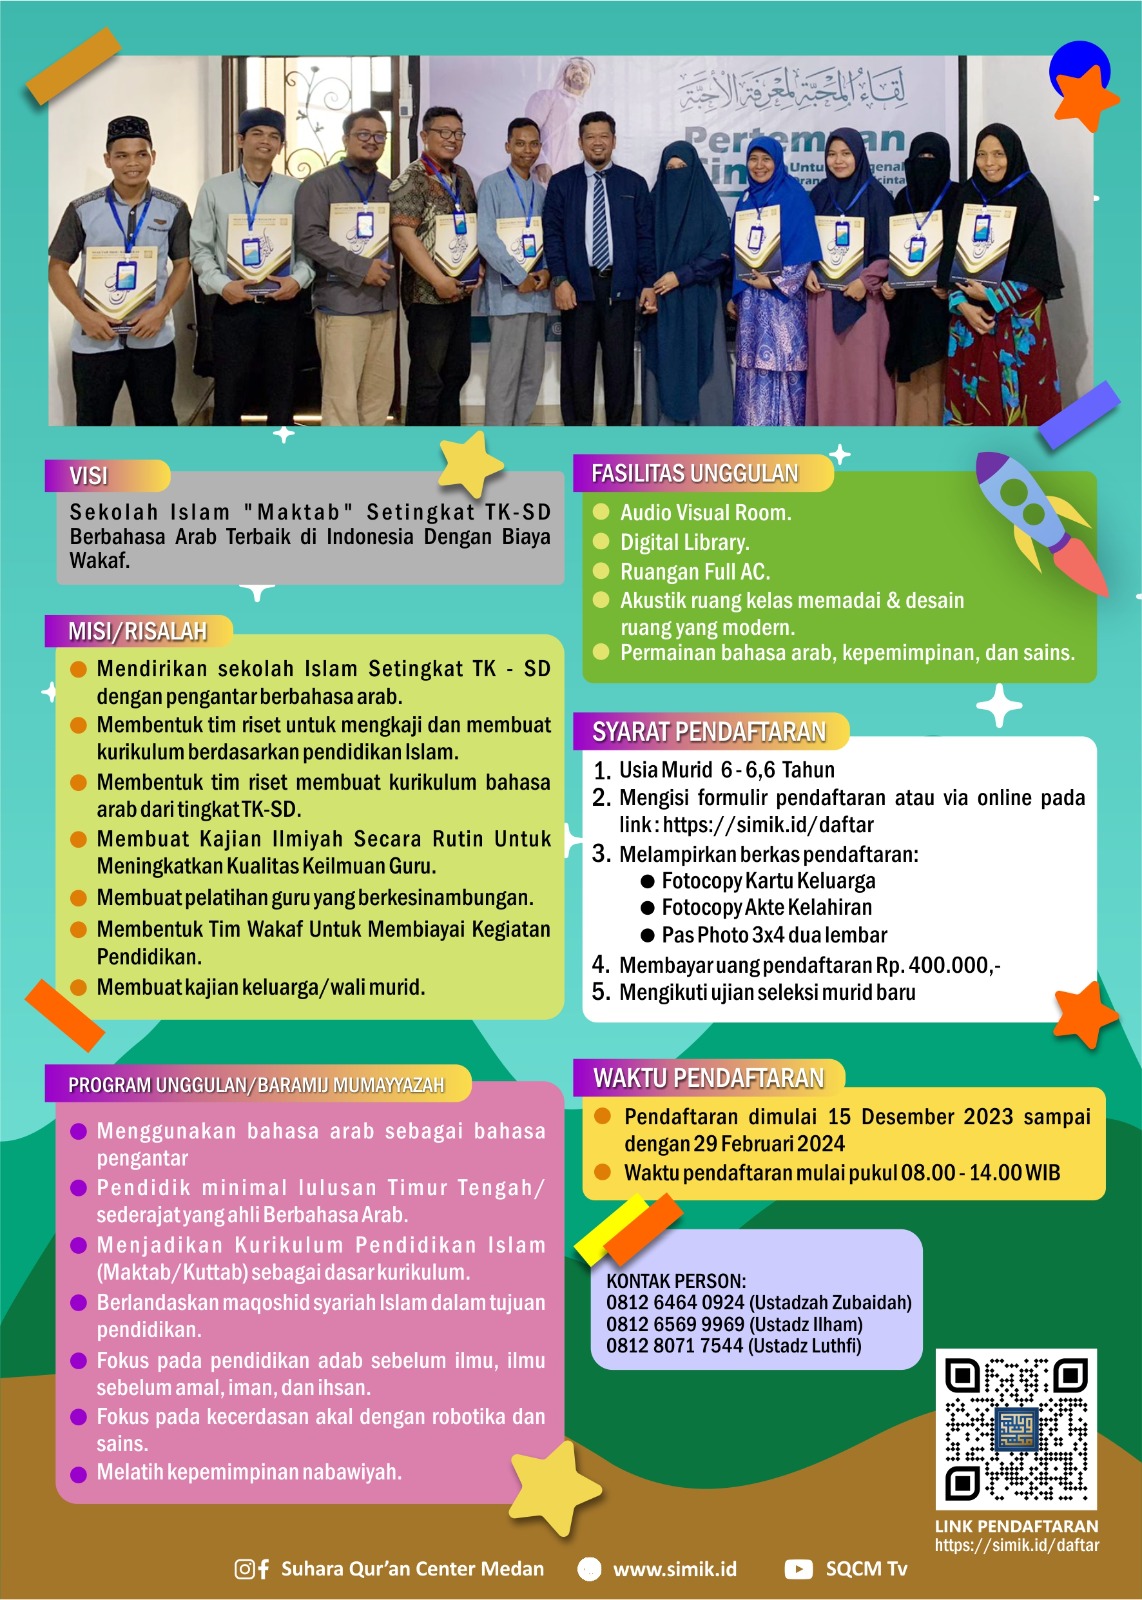 لِقَاءُ الْمَحَبَّةِ لِمَعْرِفَةِ الْأَحِبَّةِ
VISI
Sekolah Islam "Maktab" Setingkat TK-SD
Berbahasa Arab Terbaik di Indonesia Dengan Biaya
Wakaf.
MISI/RISALAH
Mendirikan sekolah Islam Setingkat TK - SD
dengan pengantar berbahasa arab.
Membentuk tim riset untuk mengkaji dan membuat
kurikulum berdasarkan pendidikan Islam.
Membentuk tim riset membuat kurikulum bahasa
arab dari tingkat TK-SD.
Membuat Kajian Ilmiyah Secara Rutin Untuk
Meningkatkan Kualitas Keilmuan Guru.
Membuat pelatihan guru yang berkesinambungan.
Membentuk Tim Wakaf Untuk Membiayai Kegiatan
Pendidikan.
Membuat kajian keluarga/wali murid.
PROGRAM UNGGULAN/BARAMIJ MUMAYYAZAH
Menggunakan bahasa arab sebagai bahasa
pengantar
Pendidik minimal lulusan Timur Tengah/
sederajat yang ahli Berbahasa Arab.
Menjadikan Kurikulum Pendidikan Islam
(Maktab/Kuttab) sebagai dasar kurikulum.
Berlandaskan maqoshid syariah Islam dalam tujuan
pendidikan.
Fokus pada pendidikan adab sebelum ilmu, ilmu
sebelum amal, iman, dan ihsan.
Fokus pada kecerdasan akal dengan robotika dan
sains.
Melatih kepemimpinan nabawiyah.
FASILITAS UNGGULAN
Audio Visual Room.
Digital Library.
Ruangan Full AC.
Akustik ruang kelas memadai & desain
ruang yang modern.
Permainan bahasa arab, kepemimpinan, dan sains.
SYARAT PENDAFTARAN
1. Usia Murid 6 - 6,6 Tahun
2. Mengisi formulir pendaftaran atau via online pada
link : https://simik.id/daftar
3. Melampirkan berkas pendaftaran:
● Fotocopy Kartu Keluarga
● Fotocopy Akte Kelahiran
● Pas Photo 3x4 dua lembar
4. Membayar uang pendaftaran Rp. 400.000,-
5. Mengikuti ujian seleksi murid baru
WAKTU PENDAFTARAN
Pendaftaran dimulai 15 Desember 2023 sampai
dengan 29 Februari 2024
Waktu pendaftaran mulai pukul 08.00 - 14.00 WIB
KONTAK PERSON:
0812 6464 0924 (Ustadzah Zubaidah)
0812 6569 9969 (Ustadz Ilham)
0812 8071 7544 (Ustadz Luthfi)
LINK PENDAFTARAN
https://simik.id/daftar
Suhara Qur'an Center Medan
www.simik.id
SQCM Tv